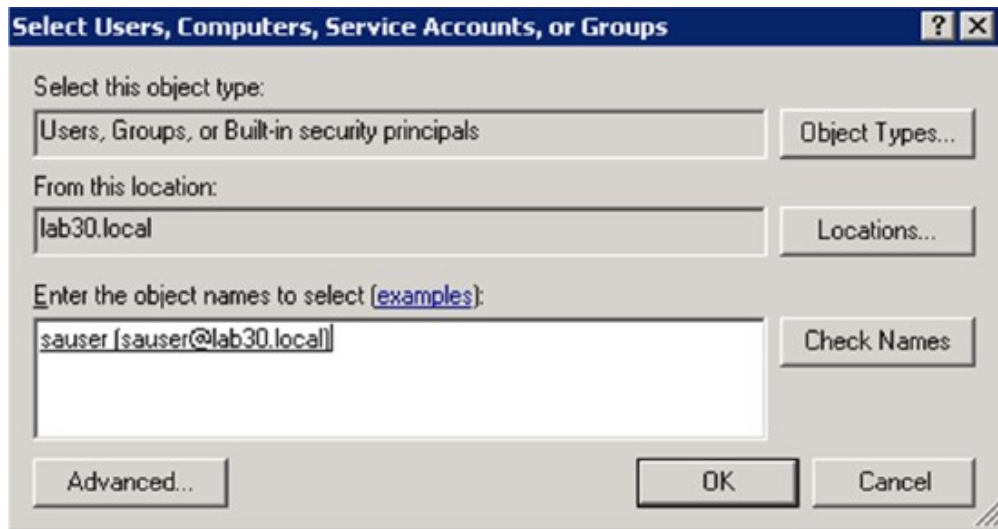 Select Users, Computers, Service Accounts, or Groups
Select this object type:
Users, Groups, or Built-in security principals
Object Types...
From this location:
lab30.local
Locations...
Enter the object names to select (examples):
sauser (sauser@lab30.local)
Check Names
Advanced...
OK
Cancel